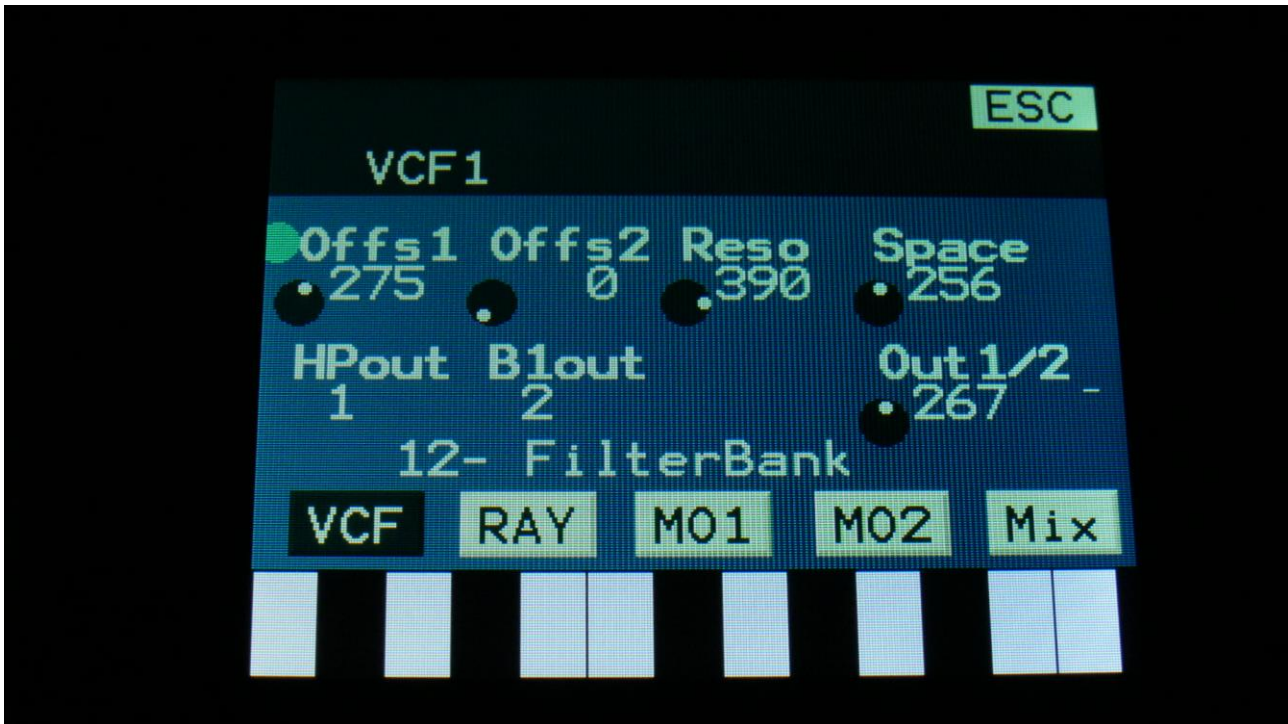 ESC
VCF1
Offs1 Offs2 Reso Space
275 0 390 256
HPout B1out Out1/2
1 2 267 -
12- FilterBank
VCF RAY MO1 MO2 Mix